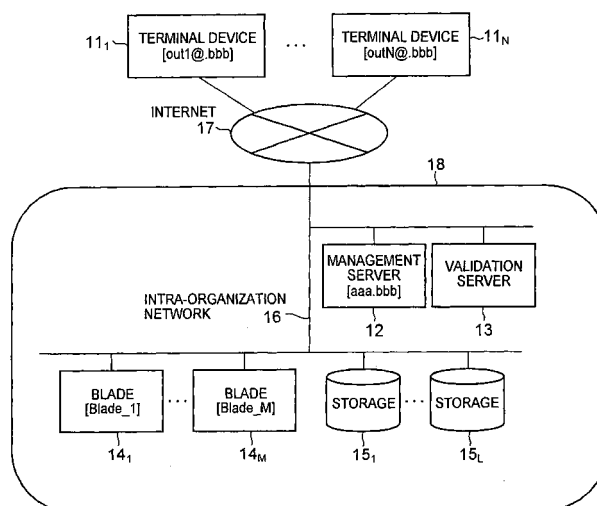 11₁
TERMINAL DEVICE
[out1@.bbb]
...
TERMINAL DEVICE
[outN@.bbb]
11N
INTERNET
17
18
MANAGEMENT
SERVER
[aaa.bbb]
12
VALIDATION
SERVER
13
INTRA-ORGANIZATION
NETWORK
16
BLADE
[Blade_1]
14₁
...
BLADE
[Blade_M]
14M
STORAGE
15₁
...
STORAGE
15L